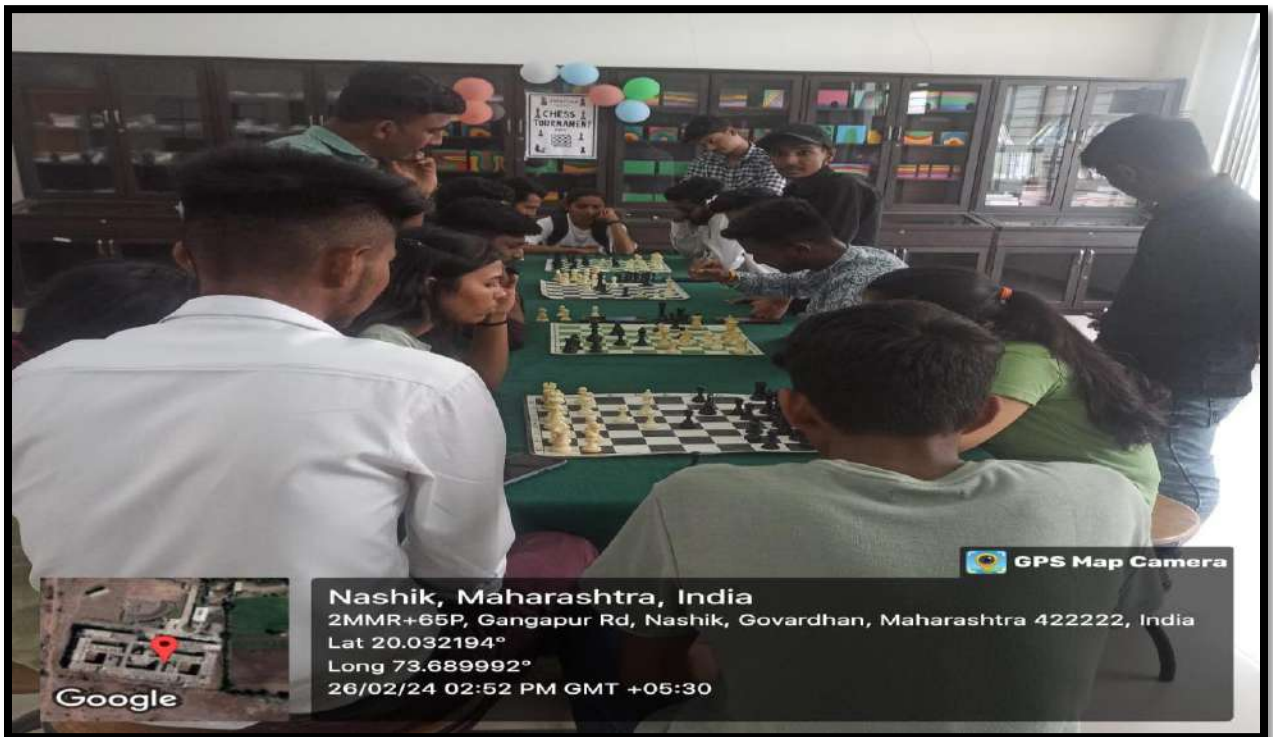 CHESS
TOURNAMENT
GPS Map Camera
Nashik, Maharashtra, India
2MMR+65P, Gangapur Rd, Nashik, Govardhan, Maharashtra 422222, India
Lat 20.032194°
Long 73.689992°
26/02/24 02:52 PM GMT +05:30
Google